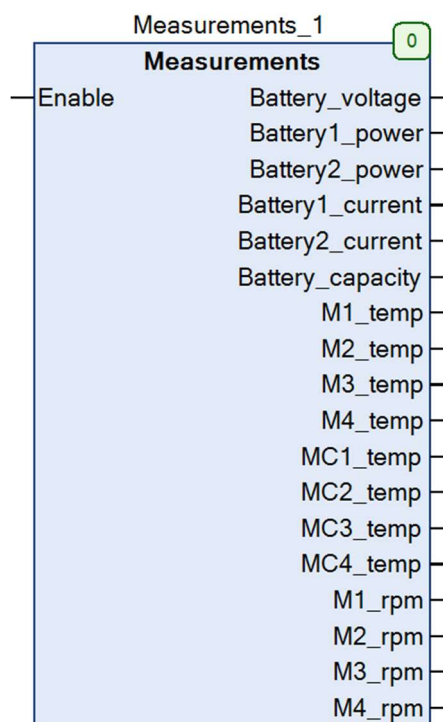 Measurements_1
0
Measurements
Enable
Battery_voltage
Battery1_power
Battery2_power
Battery1_current
Battery2_current
Battery_capacity
M1_temp
M2_temp
M3_temp
M4_temp
MC1_temp
MC2_temp
MC3_temp
MC4_temp
M1_rpm
M2_rpm
M3_rpm
M4_rpm